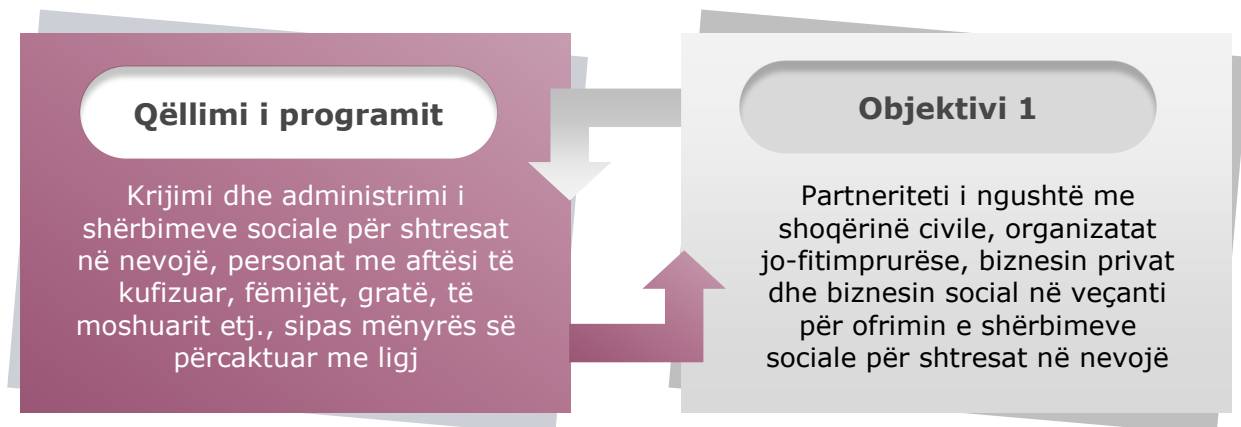 Qëllimi i programit
Krijimi dhe administrimi i
shërbimeve sociale për shtresat
në nevojë, personat me aftësi të
kufizuar, fëmijët, gratë, të
moshuarit etj., sipas mënyrës së
përcaktuar me ligj
Objektivi 1
Partneriteti i ngushtë me
shoqërinë civile, organizatat
jo-fitimprurëse, biznesin privat
dhe biznesin social në veçanti
për ofrimin e shërbimeve
sociale për shtresat në nevojë